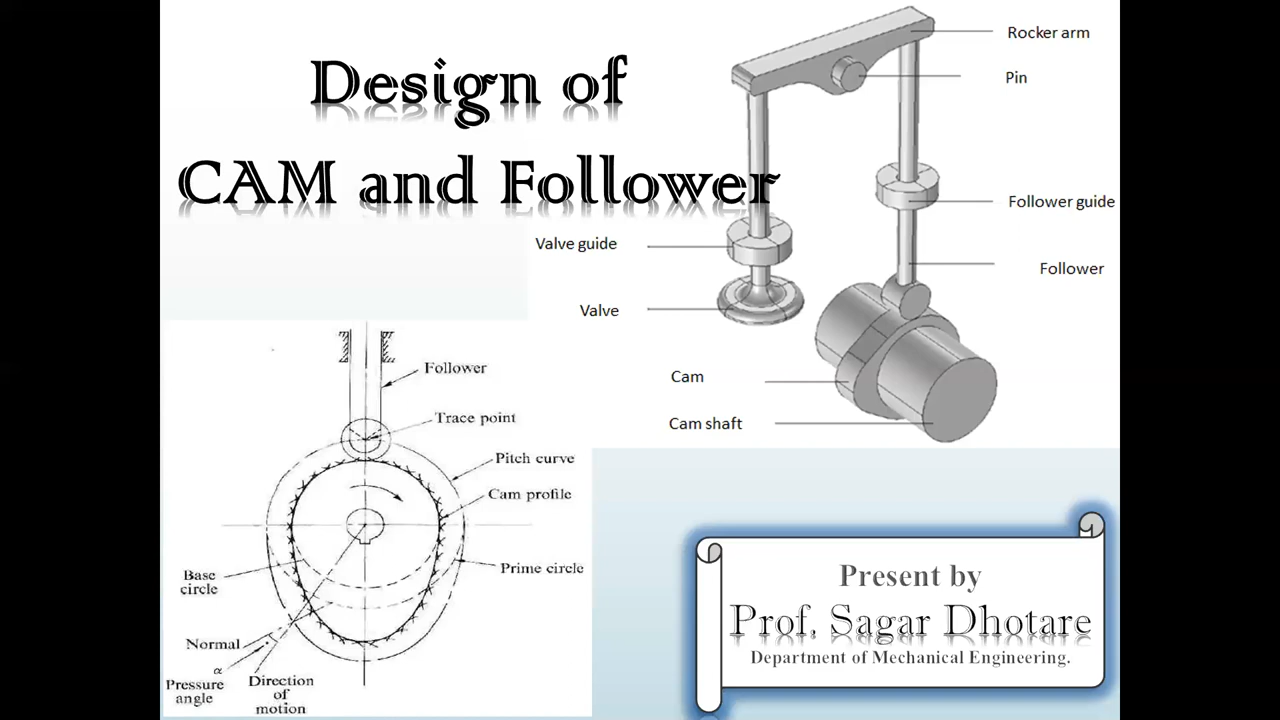 Design of
CAM and Follower
Rocker arm
Pin
Follower guide
Follower
Valve guide
Valve
Cam
Cam shaft
Follower
Trace point
Pitch curve
Cam profile
Prime circle
Base
circle
Normal
α
Pressure
angle
Direction
of
motion
Present by
Prof. Sagar Dhotare
Department of Mechanical Engineering.